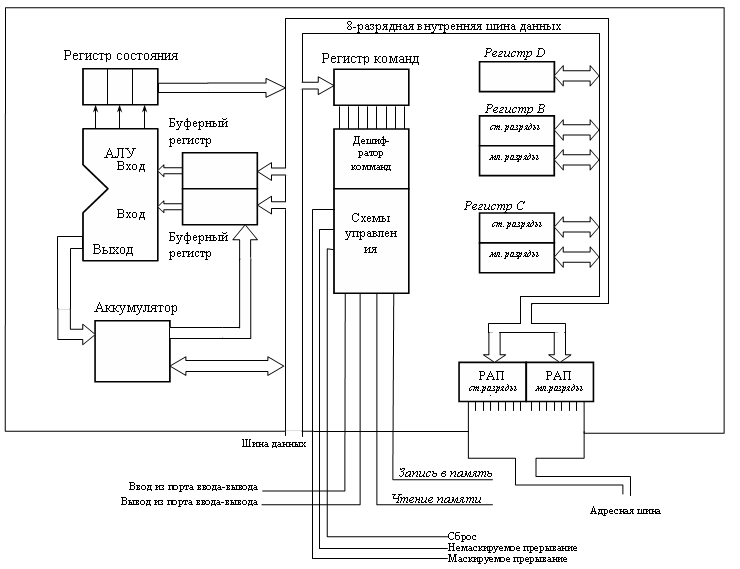 8-разрядная внутренняя шина данных
Регистр состояния
Регистр команд
Регистр D
Буферный
регистр
Регистр В
ст. разряды
мл. разряды
АЛУ
Вход
Вход
Выход
Дешиф-
ратор
комманд
Схемы
управлен
ия
Буферный
регистр
Регистр С
ст. разряды
мл. разряды
Аккумулятор
РАП
ст.разряды
РАП
мл.разряды
Шина данных
Запись в память
Ввод из порта ввода-вывода
Вывод из порта ввода-вывода
Чтение памяти
Адресная шина
Сброс
Немаскируемое прерывание
Маскируемое прерывание